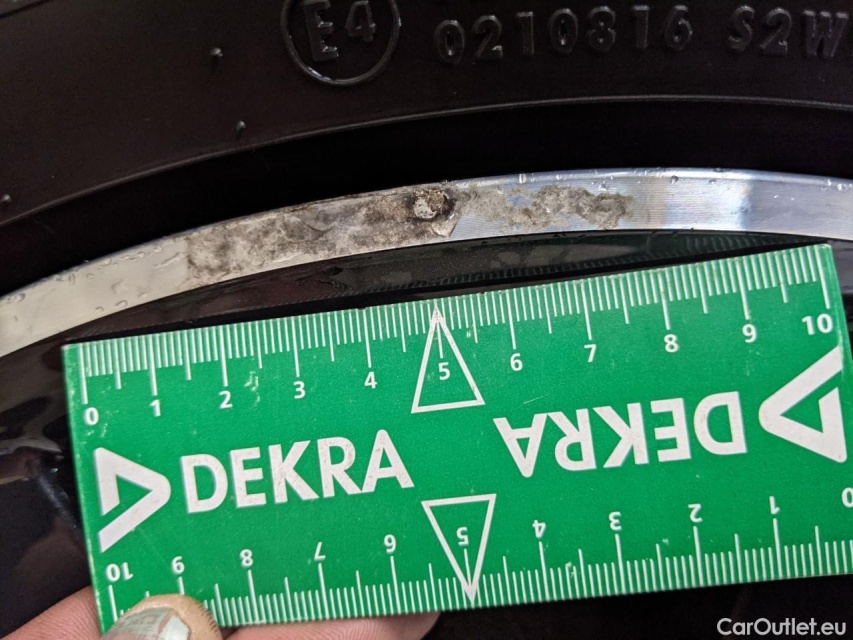 E4
0210816 S2W
0 1 2 3 4 5 6 7 8 9 10
DEKRA DEKRA
10 9 8 7 6 5 4 3 2 1 0
CarOutlet.eu